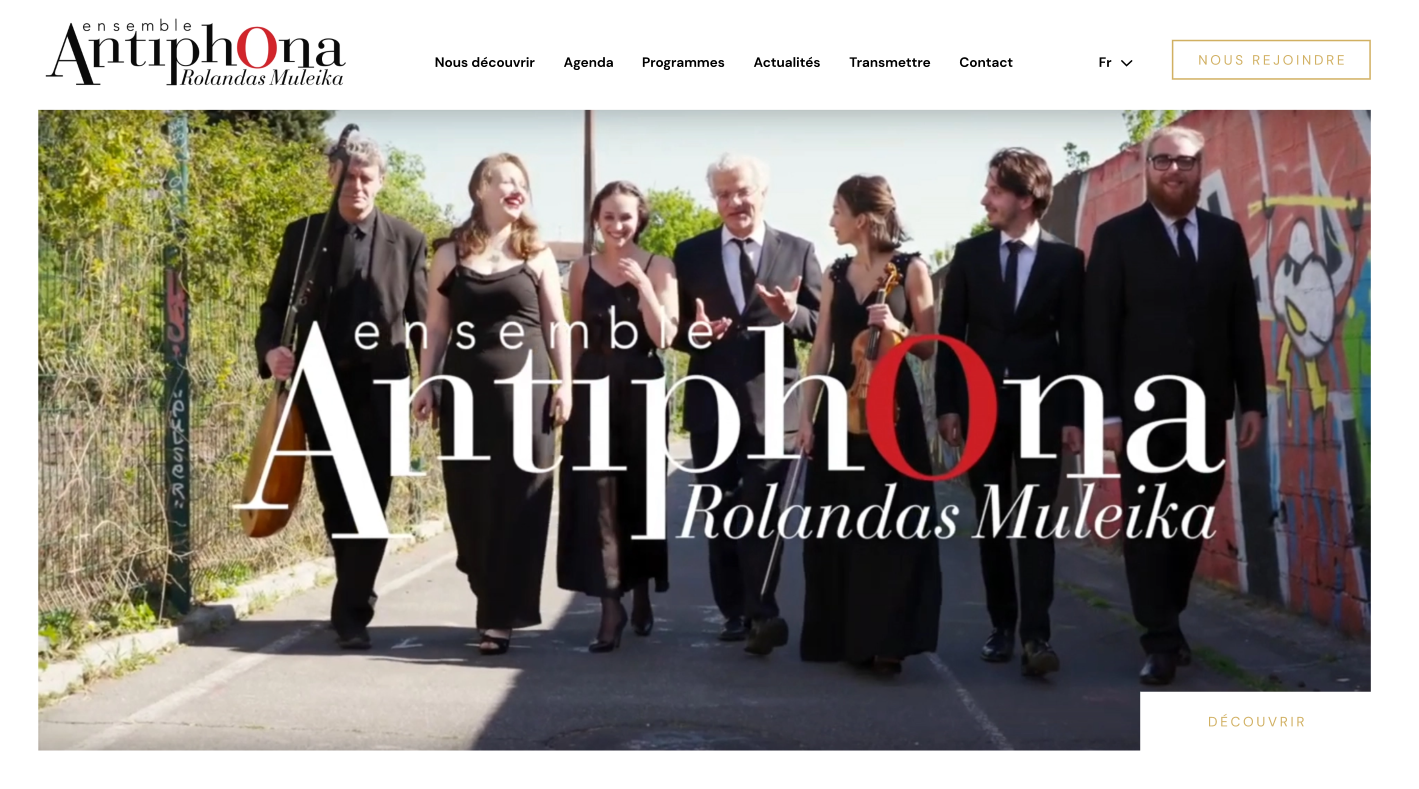 ensemble
Antiphona
Rolandas Muleika
Nous découvrir
Agenda
Programmes
Actualités
Transmettre
Contact
Fr
NOUS REJOINDRE
ensemble
Antiphona
Rolandas Muleika
DÉCOUVRIR